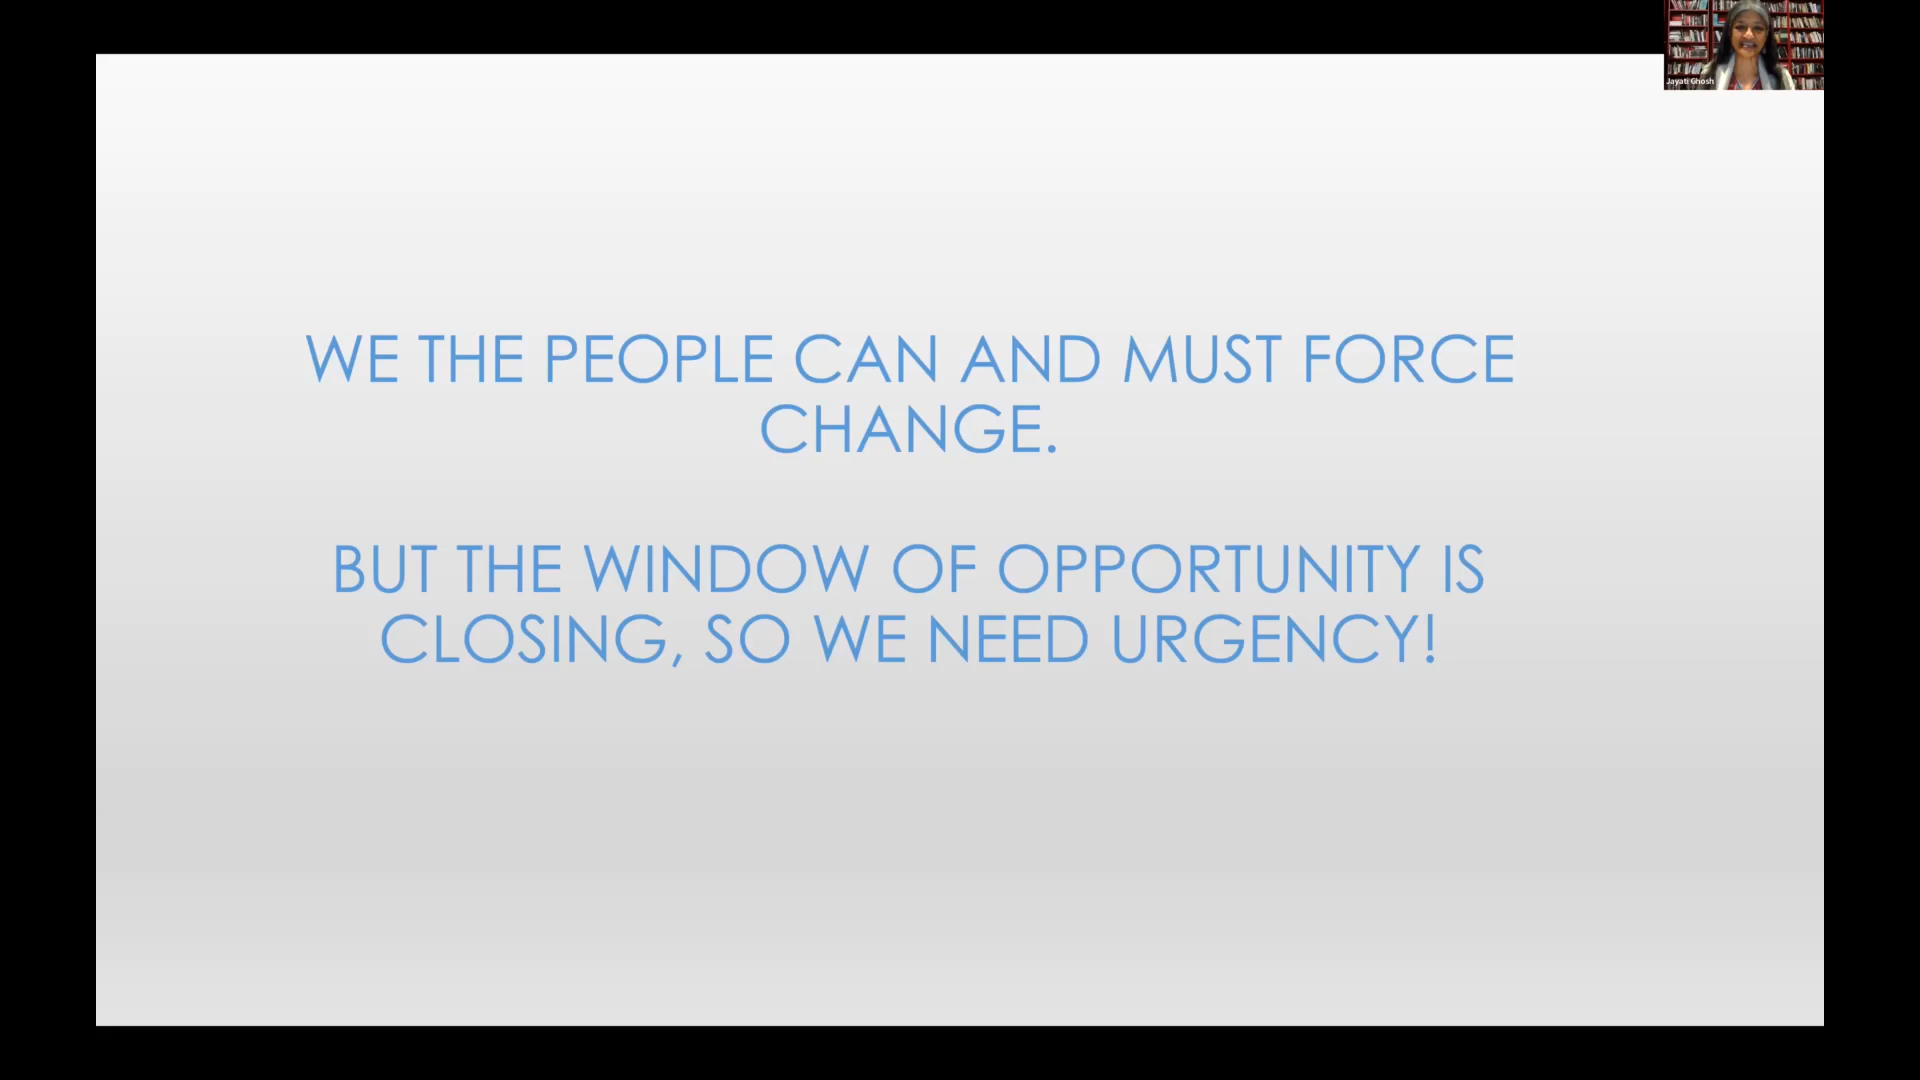 Jayati Ghosh
WE THE PEOPLE CAN AND MUST FORCE
CHANGE.
BUT THE WINDOW OF OPPORTUNITY IS
CLOSING, SO WE NEED URGENCY!